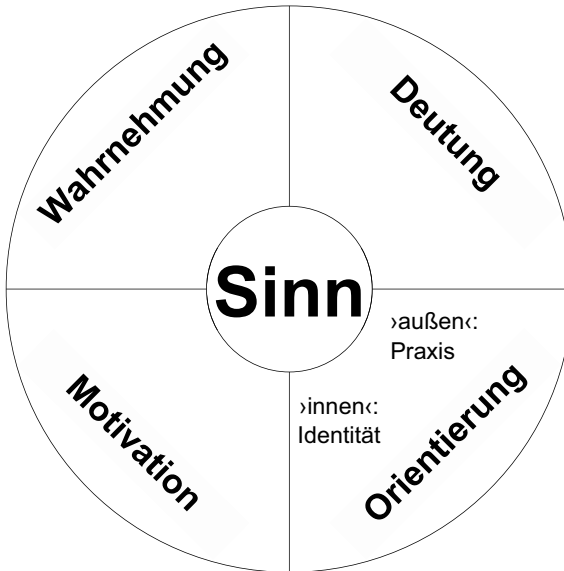 Wahrnehmung
Deutung
Sinn
›außen‹:
Praxis
›innen‹:
Identität
Motivation
Orientierung